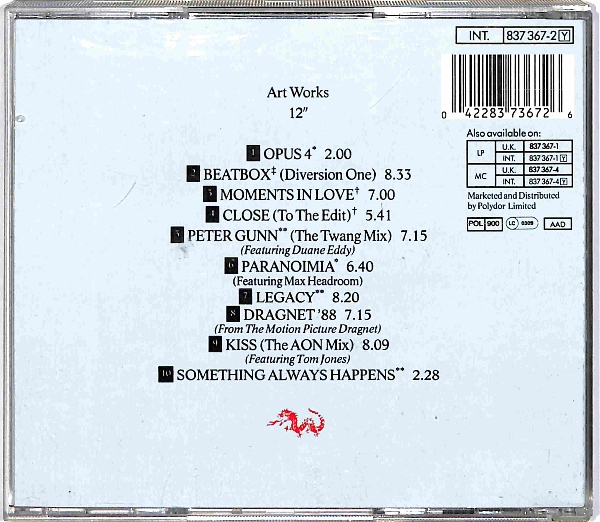 INT. 837 367-2 Y
Art Works
12"
0 42283 73672 6
Also available on:
LP U.K. 837 367-1
INT. 837 367-1 Y
MC U.K. 837 367-4
INT. 837 367-4 Y
Marketed and Distributed
by Polydor Limited
POL 900 LC 0309 AAD
1 OPUS 4* 2.00
2 BEATBOX‡ (Diversion One) 8.33
3 MOMENTS IN LOVE† 7.00
4 CLOSE (To The Edit)† 5.41
5 PETER GUNN** (The Twang Mix) 7.15
(Featuring Duane Eddy)
6 PARANOIMIA* 6.40
(Featuring Max Headroom)
7 LEGACY** 8.20
8 DRAGNET '88 7.15
(From The Motion Picture Dragnet)
9 KISS (The AON Mix) 8.09
(Featuring Tom Jones)
10 SOMETHING ALWAYS HAPPENS** 2.28